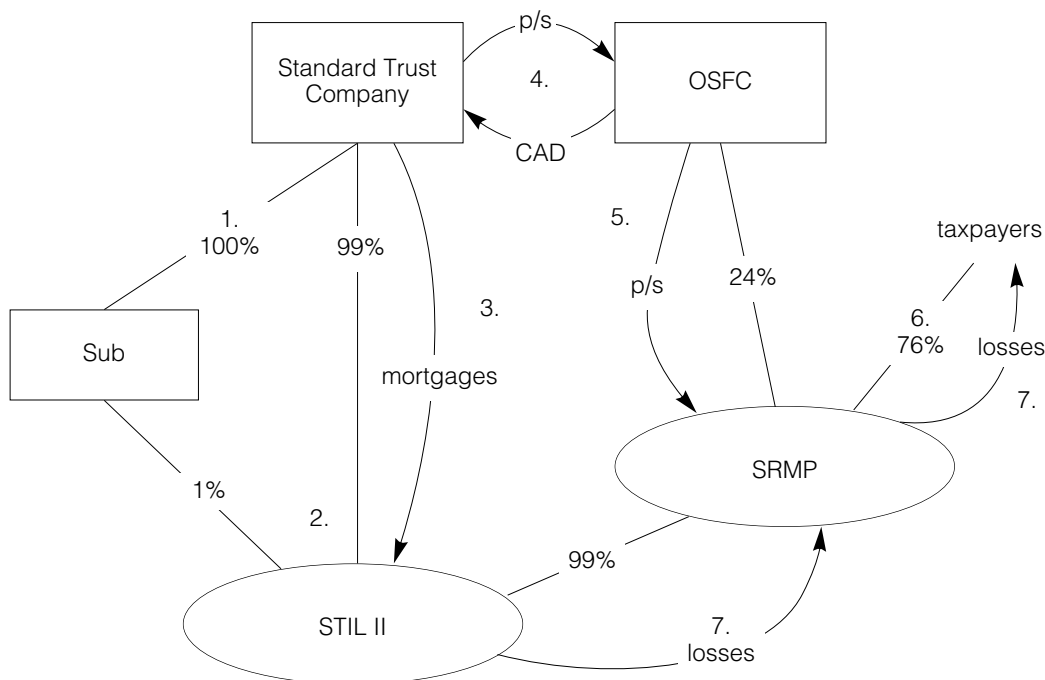 p/s
Standard Trust
Company
4.
OSFC
CAD
1.
100%
99%
5.
taxpayers
p/s
24%
3.
6.
76%
losses
Sub
mortgages
7.
1%
SRMP
2.
99%
STIL II
7.
losses